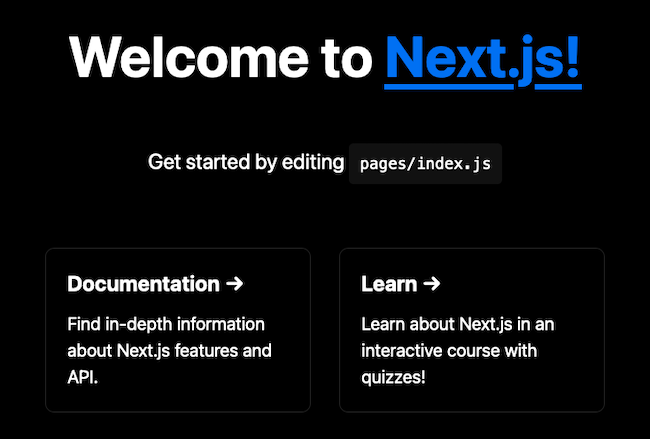 Welcome to Next.js!
Get started by editing pages/index.js
Documentation →
Find in-depth information
about Next.js features and
API.
Learn →
Learn about Next.js in an
interactive course with
quizzes!